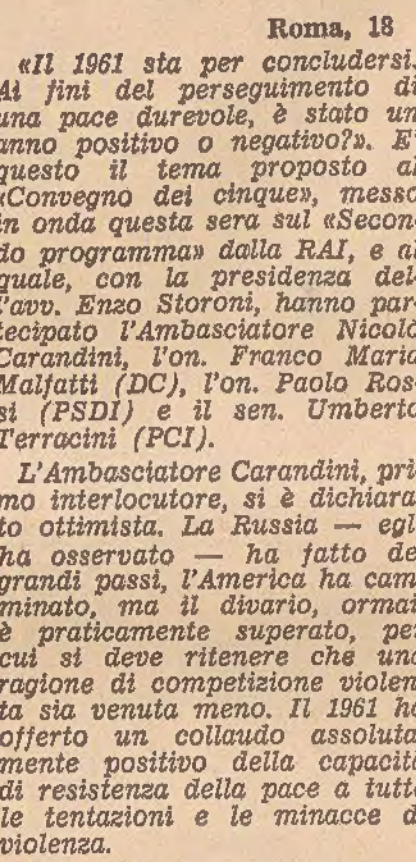 Roma, 18
«Il 1961 sta per concludersi.
Ai fini del perseguimento di
una pace durevole, è stato un
anno positivo o negativo?». E'
questo il tema proposto al
«Convegno dei cinque», messo
in onda questa sera sul «Secon-
do programma» dalla RAI, e al
quale, con la presidenza del-
l'avv. Enzo Storoni, hanno par-
tecipato l'Ambasciatore Nicolò
Carandini, l'on. Franco Maria
Malfatti (DC), l'on. Paolo Ros-
si (PSDI) e il sen. Umberto
Terracini (PCI).
L'Ambasciatore Carandini, pri-
mo interlocutore, si è dichiara-
to ottimista. La Russia — egli
ha osservato — ha fatto dei
grandi passi, l'America ha cam-
minato, ma il divario, ormai
è praticamente superato, per
cui si deve ritenere che una
ragione di competizione violen-
ta sia venuta meno. Il 1961 ha
offerto un collaudo assoluta-
mente positivo della capacità
di resistenza della pace a tutte
le tentazioni e le minacce di
violenza.